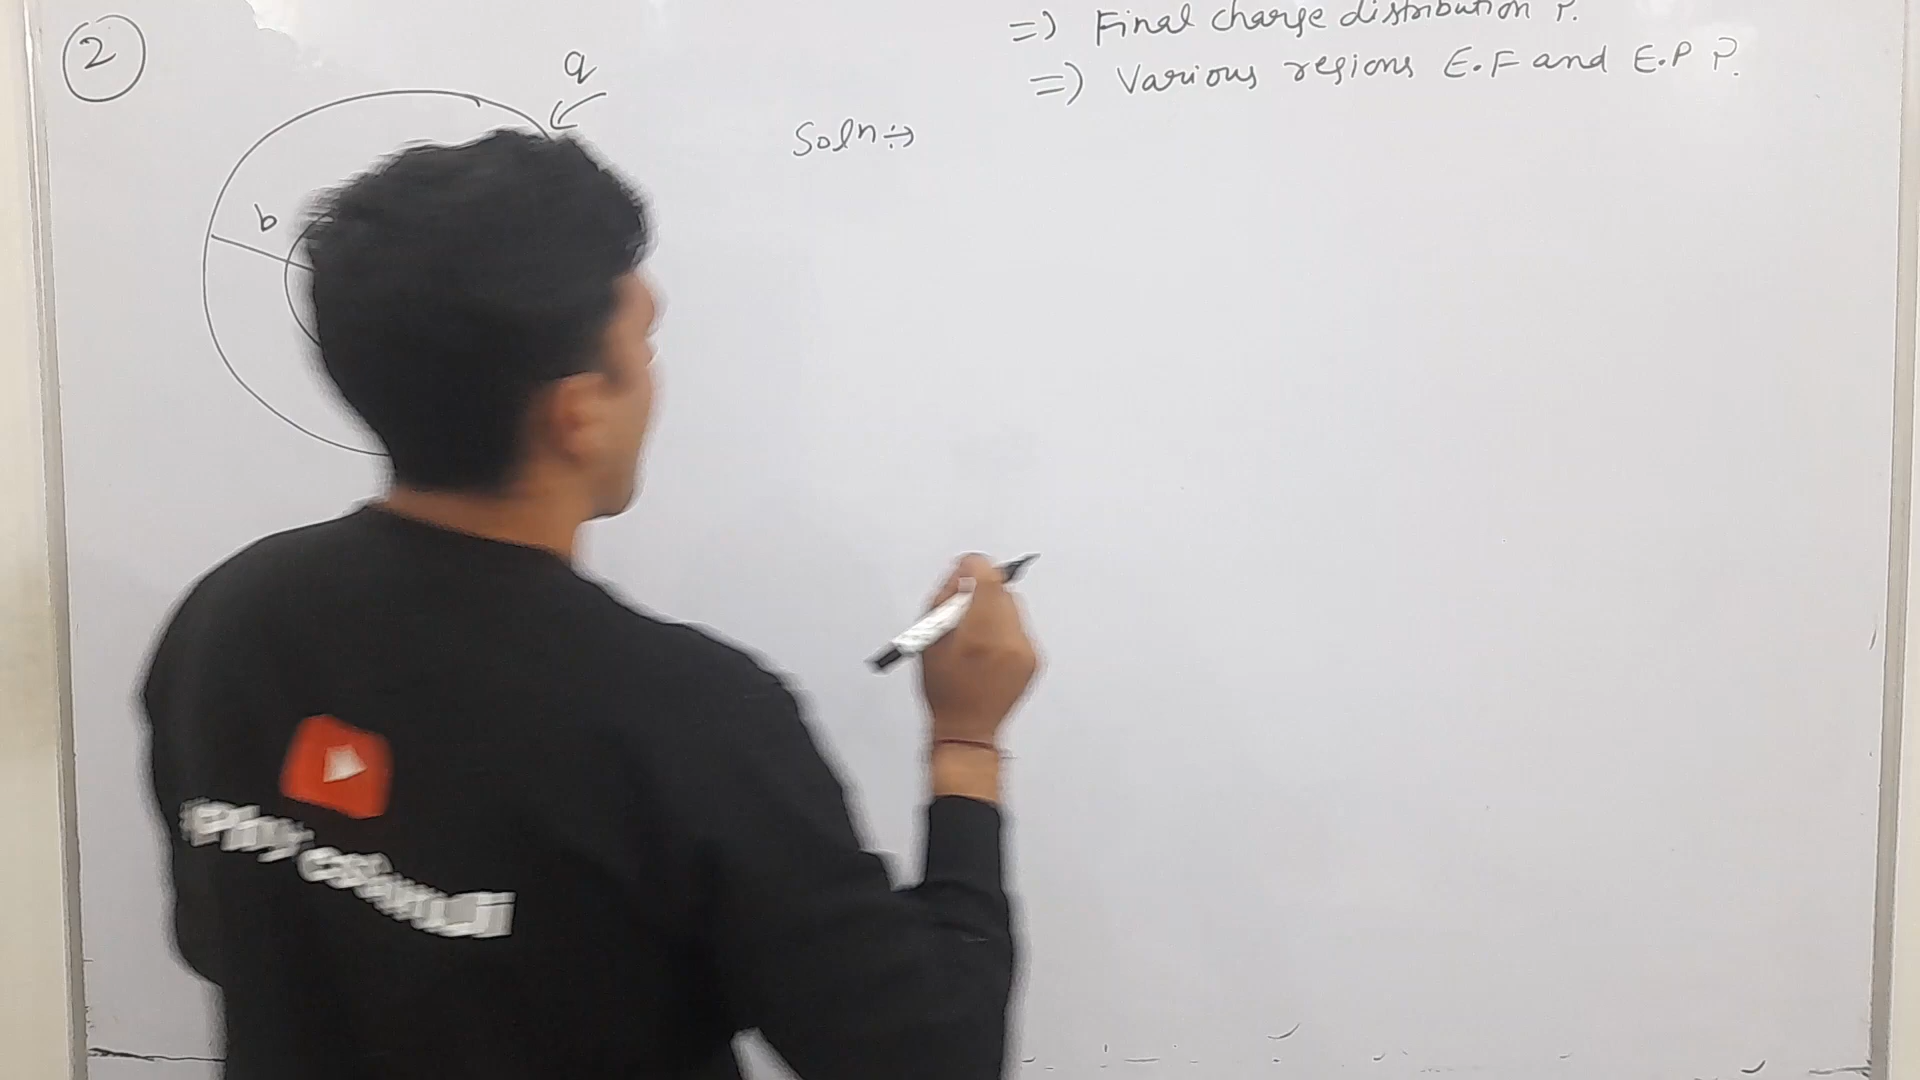 2
q
b
=) Final charge distribution ?.
=) Various regions E.F and E.P ?.
Soln÷>